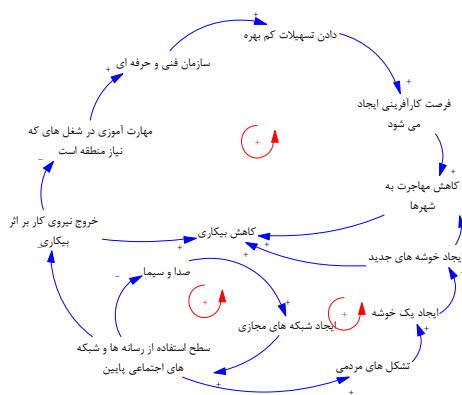 دادن تسهیلات کم بهره
سازمان فنی و حرفه ای
فرصت کارآفرینی ایجاد
می شود
مهارت آموزی در شغل های که
نیاز منطقه است
کاهش مهاجرت به
شهرها
خروج نیروی کار بر اثر
بیکاری
کاهش بیکاری
ایجاد خوشه های جدید
صدا و سیما
ایجاد یک خوشه
ایجاد شبکه های مجازی
سطح استفاده از رسانه ها و شبکه
های اجتماعی پایین
تشکل های مردمی